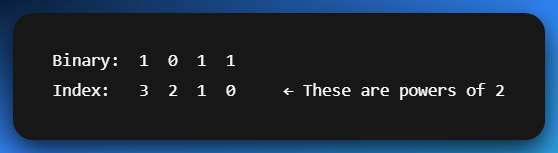 Binary: 1 0 1 1
Index: 3 2 1 0 ← These are powers of 2